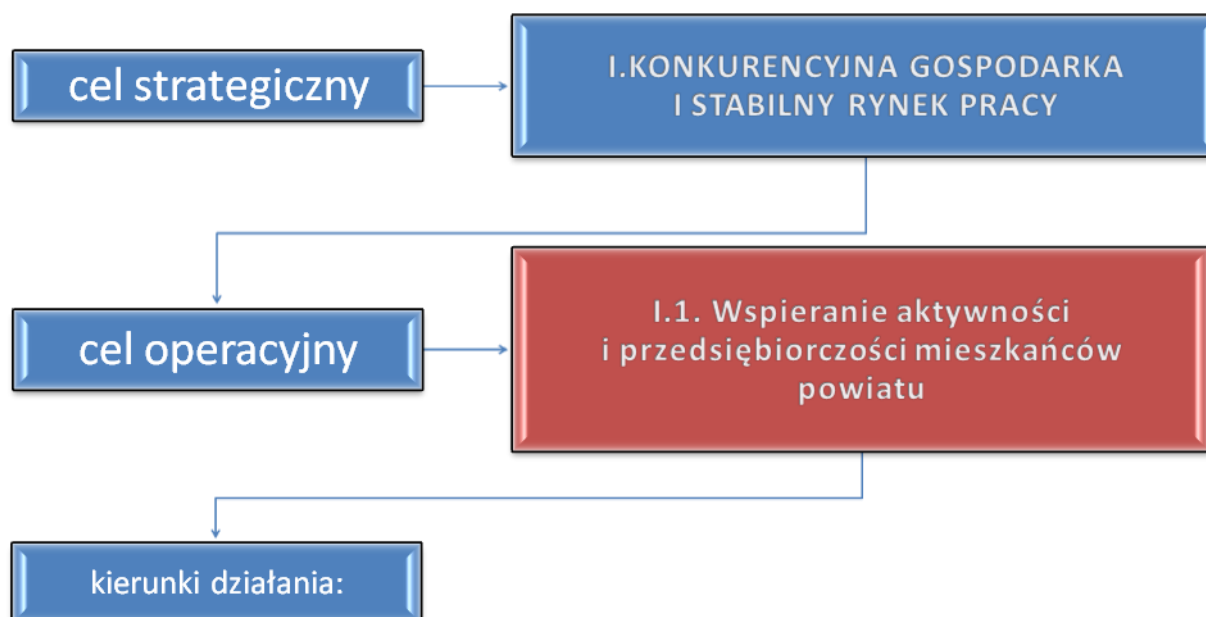 cel strategiczny
I.KONKURENCYJNA GOSPODARKA
I STABILNY RYNEK PRACY
cel operacyjny
I.1. Wspieranie aktywności
i przedsiębiorczości mieszkańców
powiatu
kierunki działania: